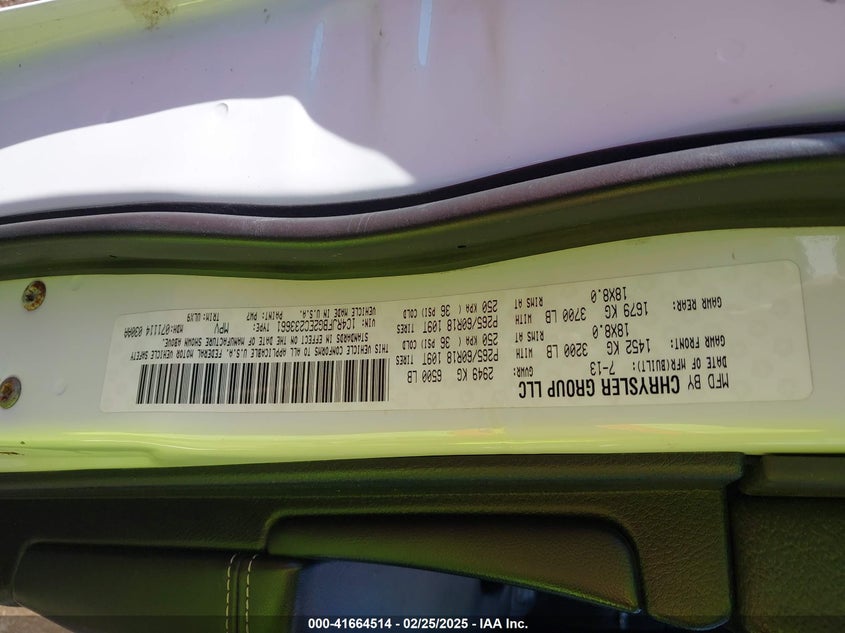 MFD BY CHRYSLER GROUP LLC
DATE OF MFR(BUILT): 7-13 GVWR: 2949 KG 6500 LB
GAWR FRONT: 1452 KG 3200 LB WITH P265/60R18 109T TIRES
18X8.0 RIMS AT 250 KPA ( 36 PSI) COLD
GAWR REAR: 1679 KG 3700 LB WITH P265/60R18 109T TIRES
18X8.0 RIMS AT 250 KPA ( 36 PSI) COLD
THIS VEHICLE CONFORMS TO ALL APPLICABLE U.S.A. FEDERAL MOTOR VEHICLE SAFETY
STANDARDS IN EFFECT ON THE DATE OF MANUFACTURE SHOWN ABOVE.
VIN: 1C4RJFBG2EC233661 TYPE: MPV MDH:071114 030AA
VEHICLE MADE IN U.S.A. PAINT: PW7 TRIM:ULX9
000-41664514 - 02/25/2025 - IAA Inc.